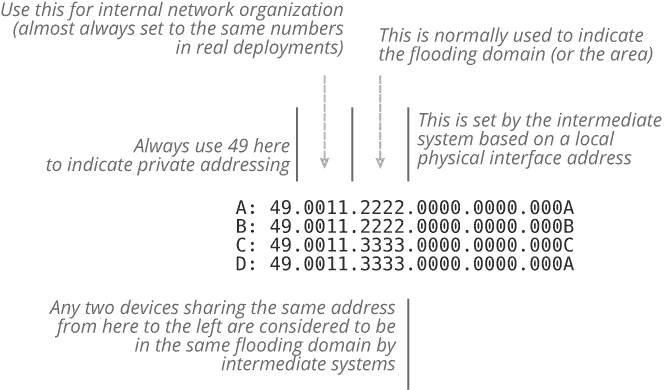 Use this for internal network organization
(almost always set to the same numbers
in real deployments)
This is normally used to indicate
the flooding domain (or the area)
Always use 49 here
to indicate private addressing
This is set by the intermediate
system based on a local
physical interface address
A: 49.0011.2222.0000.0000.000A
B: 49.0011.2222.0000.0000.000B
C: 49.0011.3333.0000.0000.000C
D: 49.0011.3333.0000.0000.000A
Any two devices sharing the same address
from here to the left are considered to be
in the same flooding domain by
intermediate systems